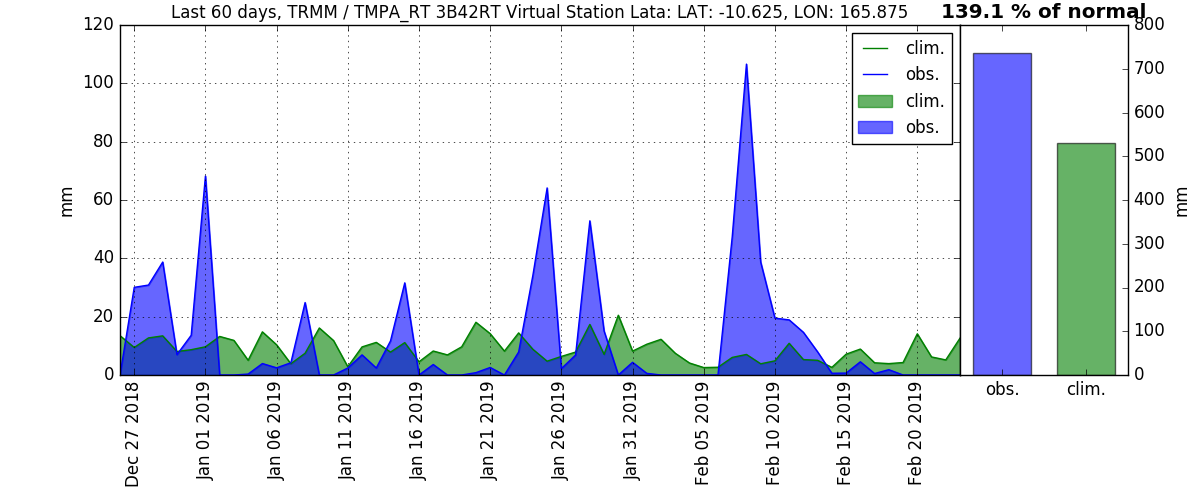 Last 60 days, TRMM / TMPA_RT 3B42RT Virtual Station Lata: LAT: -10.625, LON: 165.875
139.1 % of normal
120
100
80
60
40
20
0
mm
clim.
obs.
clim.
obs.
800
700
600
500
400
300
200
100
0
mm
Dec 27 2018
Jan 01 2019
Jan 06 2019
Jan 11 2019
Jan 16 2019
Jan 21 2019
Jan 26 2019
Jan 31 2019
Feb 05 2019
Feb 10 2019
Feb 15 2019
Feb 20 2019
obs.
clim.